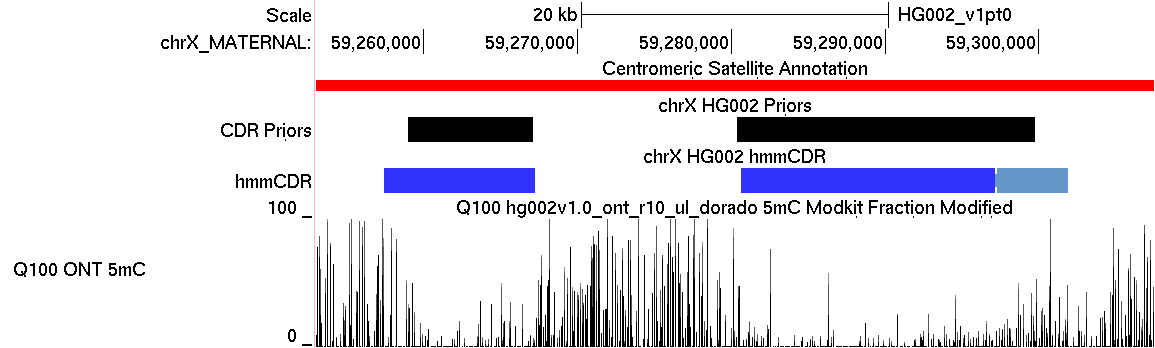 Scale 20 kb HG002_v1pt0
chrX_MATERNAL: 59,260,000 59,270,000 59,280,000 59,290,000 59,300,000
Centromeric Satellite Annotation
chrX HG002 Priors
CDR Priors
chrX HG002 hmmCDR
hmmCDR
100 _ Q100 hg002v1.0_ont_r10_ul_dorado 5mC Modkit Fraction Modified
Q100 ONT 5mC
0 _